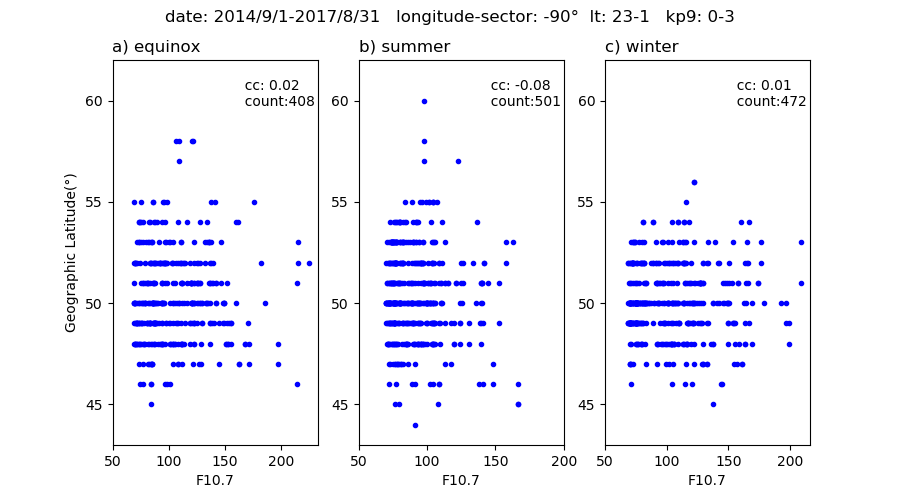 date: 2014/9/1-2017/8/31   longitude-sector: -90°  lt: 23-1   kp9: 0-3
a) equinox
cc: 0.02
count:408
60
55
50
45
Geographic Latitude(°)
50 100 150 200
F10.7
b) summer
cc: -0.08
count:501
60
55
50
45
50 100 150 200
F10.7
c) winter
cc: 0.01
count:472
60
55
50
45
50 100 150 200
F10.7